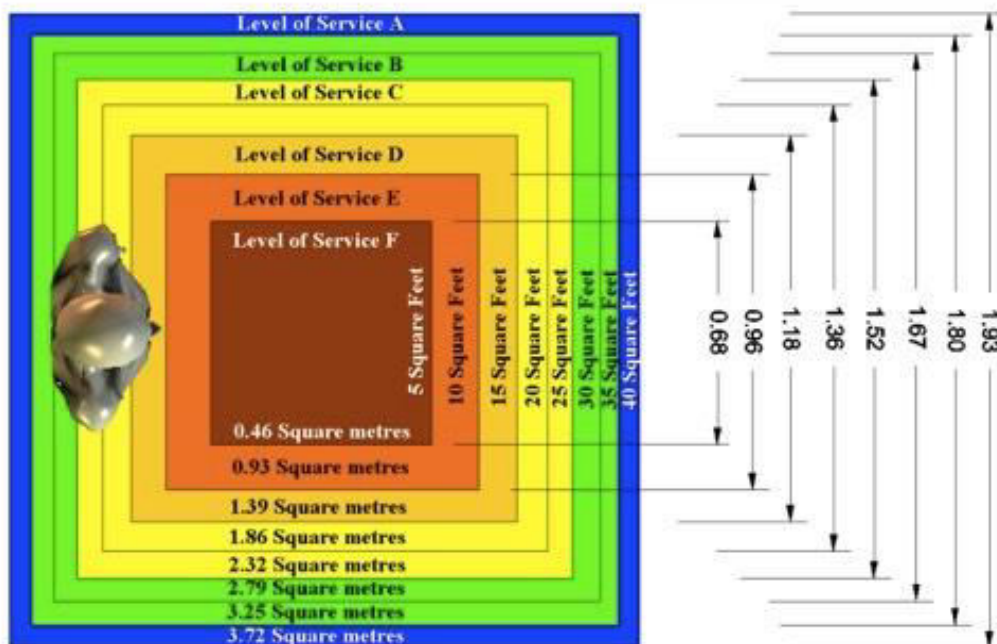 Level of Service A
Level of Service B
Level of Service C
Level of Service D
Level of Service E
Level of Service F
5 Square Feet
10 Square Feet
15 Square Feet
20 Square Feet
25 Square Feet
30 Square Feet
35 Square Feet
40 Square Feet
0.46 Square metres
0.93 Square metres
1.39 Square metres
1.86 Square metres
2.32 Square metres
2.79 Square metres
3.25 Square metres
3.72 Square metres
0.68
0.96
1.18
1.36
1.52
1.67
1.80
1.93